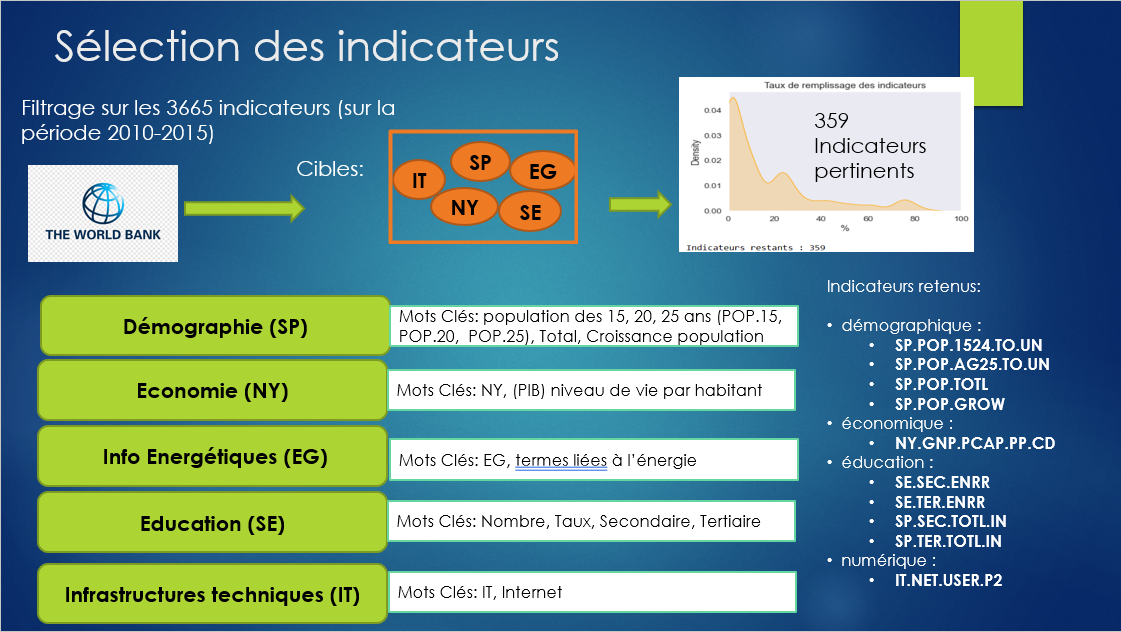 Sélection des indicateurs
Filtrage sur les 3665 indicateurs (sur la
période 2010-2015)
THE WORLD BANK
Cibles:
IT
SP
EG
NY
SE
Taux de remplissage des indicateurs
359
Indicateurs
pertinents
Density
0.04
0.03
0.02
0.01
0.00
0 20 40 60 80 100
%
Indicateurs restants : 359
Démographie (SP)
Mots Clés: population des 15, 20, 25 ans (POP.15,
POP.20, POP.25), Total, Croissance population
Economie (NY)
Mots Clés: NY, (PIB) niveau de vie par habitant
Info Energétiques (EG)
Mots Clés: EG, termes liées à l’énergie
Education (SE)
Mots Clés: Nombre, Taux, Secondaire, Tertiaire
Infrastructures techniques (IT)
Mots Clés: IT, Internet
Indicateurs retenus:
• démographique :
• SP.POP.1524.TO.UN
• SP.POP.AG25.TO.UN
• SP.POP.TOTL
• SP.POP.GROW
• économique :
• NY.GNP.PCAP.PP.CD
• éducation :
• SE.SEC.ENRR
• SE.TER.ENRR
• SP.SEC.TOTL.IN
• SP.TER.TOTL.IN
• numérique :
• IT.NET.USER.P2